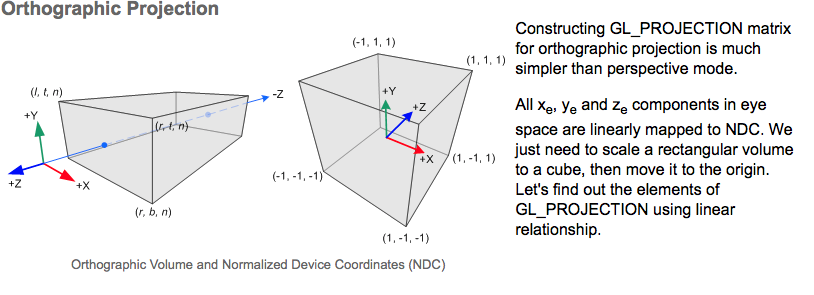 Orthographic Projection
Constructing GL_PROJECTION matrix
for orthographic projection is much
simpler than perspective mode.
All xe, ye and ze components in eye
space are linearly mapped to NDC. We
just need to scale a rectangular volume
to a cube, then move it to the origin.
Let's find out the elements of
GL_PROJECTION using linear
relationship.
(l, t, n)
+Y
(r, t, n)
-Z
+Z
+X
(r, b, n)
(-1, 1, 1)
(1, 1, 1)
+Y
+Z
+X
(1, -1, 1)
(-1, -1, -1)
(1, -1, -1)
Orthographic Volume and Normalized Device Coordinates (NDC)